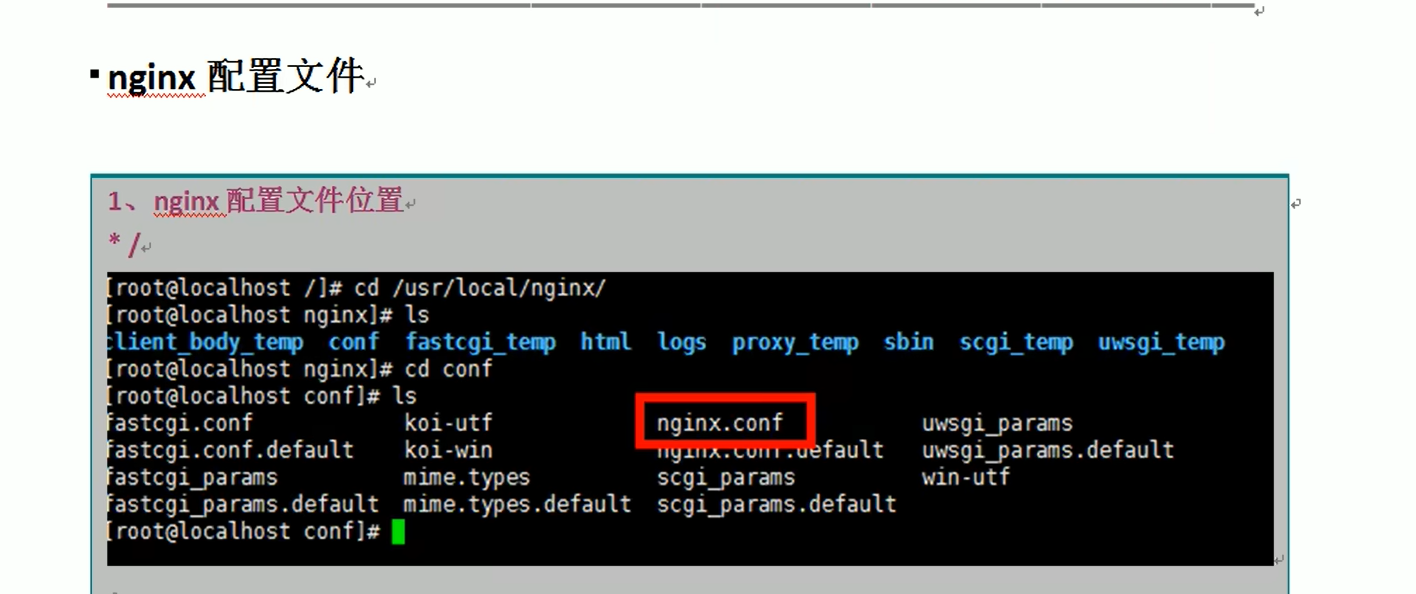 nginx 配置文件
1、nginx 配置文件位置
* /
[root@localhost /]# cd /usr/local/nginx/
[root@localhost nginx]# ls
client_body_temp conf fastcgi_temp html logs proxy_temp sbin scgi_temp uwsgi_temp
[root@localhost nginx]# cd conf
[root@localhost conf]# ls
fastcgi.conf koi-utf nginx.conf uwsgi_params
fastcgi.conf.default koi-win nginx.conf.default uwsgi_params.default
fastcgi_params mime.types scgi_params win-utf
fastcgi_params.default mime.types.default scgi_params.default
[root@localhost conf]#